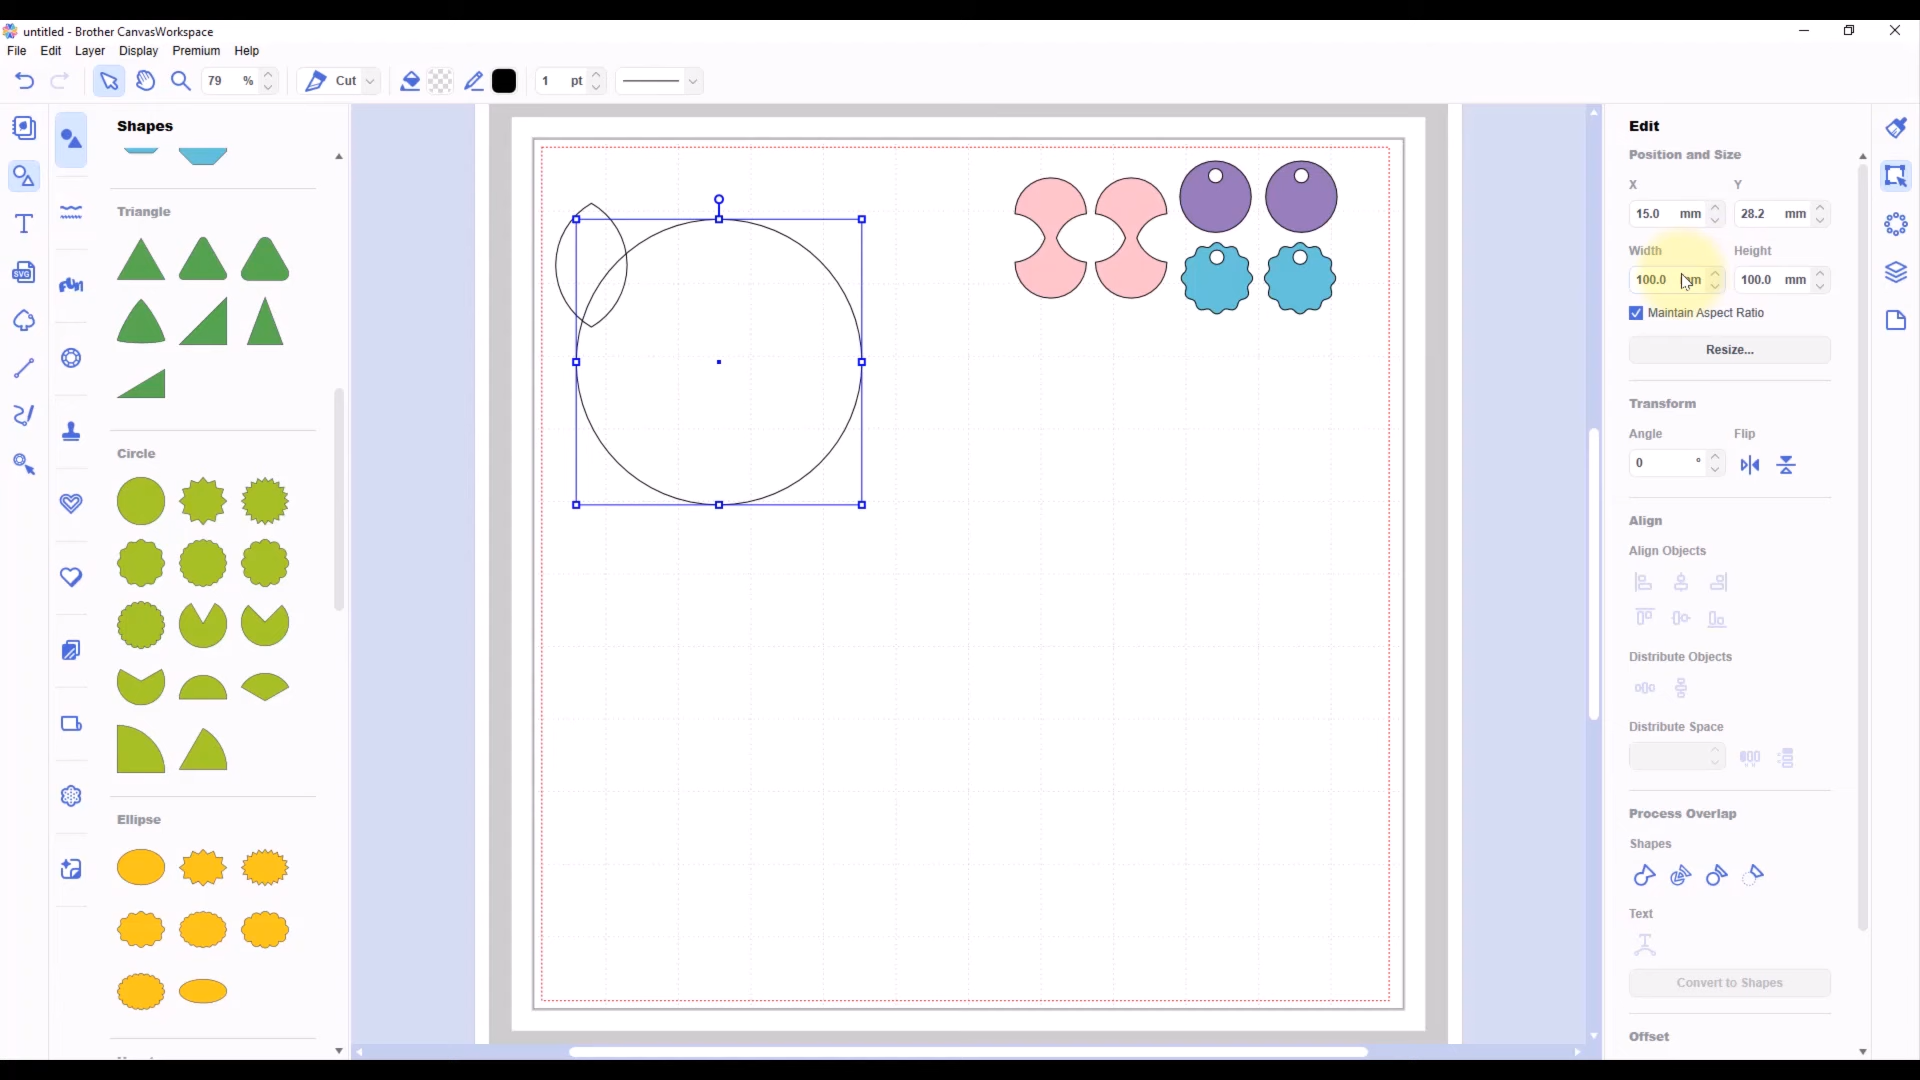 untitled - Brother CanvasWorkspace
File Edit Layer Display Premium Help
79 % Cut 1 pt
Shapes
Triangle
Circle
Ellipse
SVG
Edit
Position and Size
X Y
15.0 mm 28.2 mm
Width Height
100.0 mm 100.0 mm
Maintain Aspect Ratio
Resize...
Transform
Angle Flip
0 °
Align
Align Objects
Distribute Objects
Distribute Space
Process Overlap
Shapes
Text
Convert to Shapes
Offset